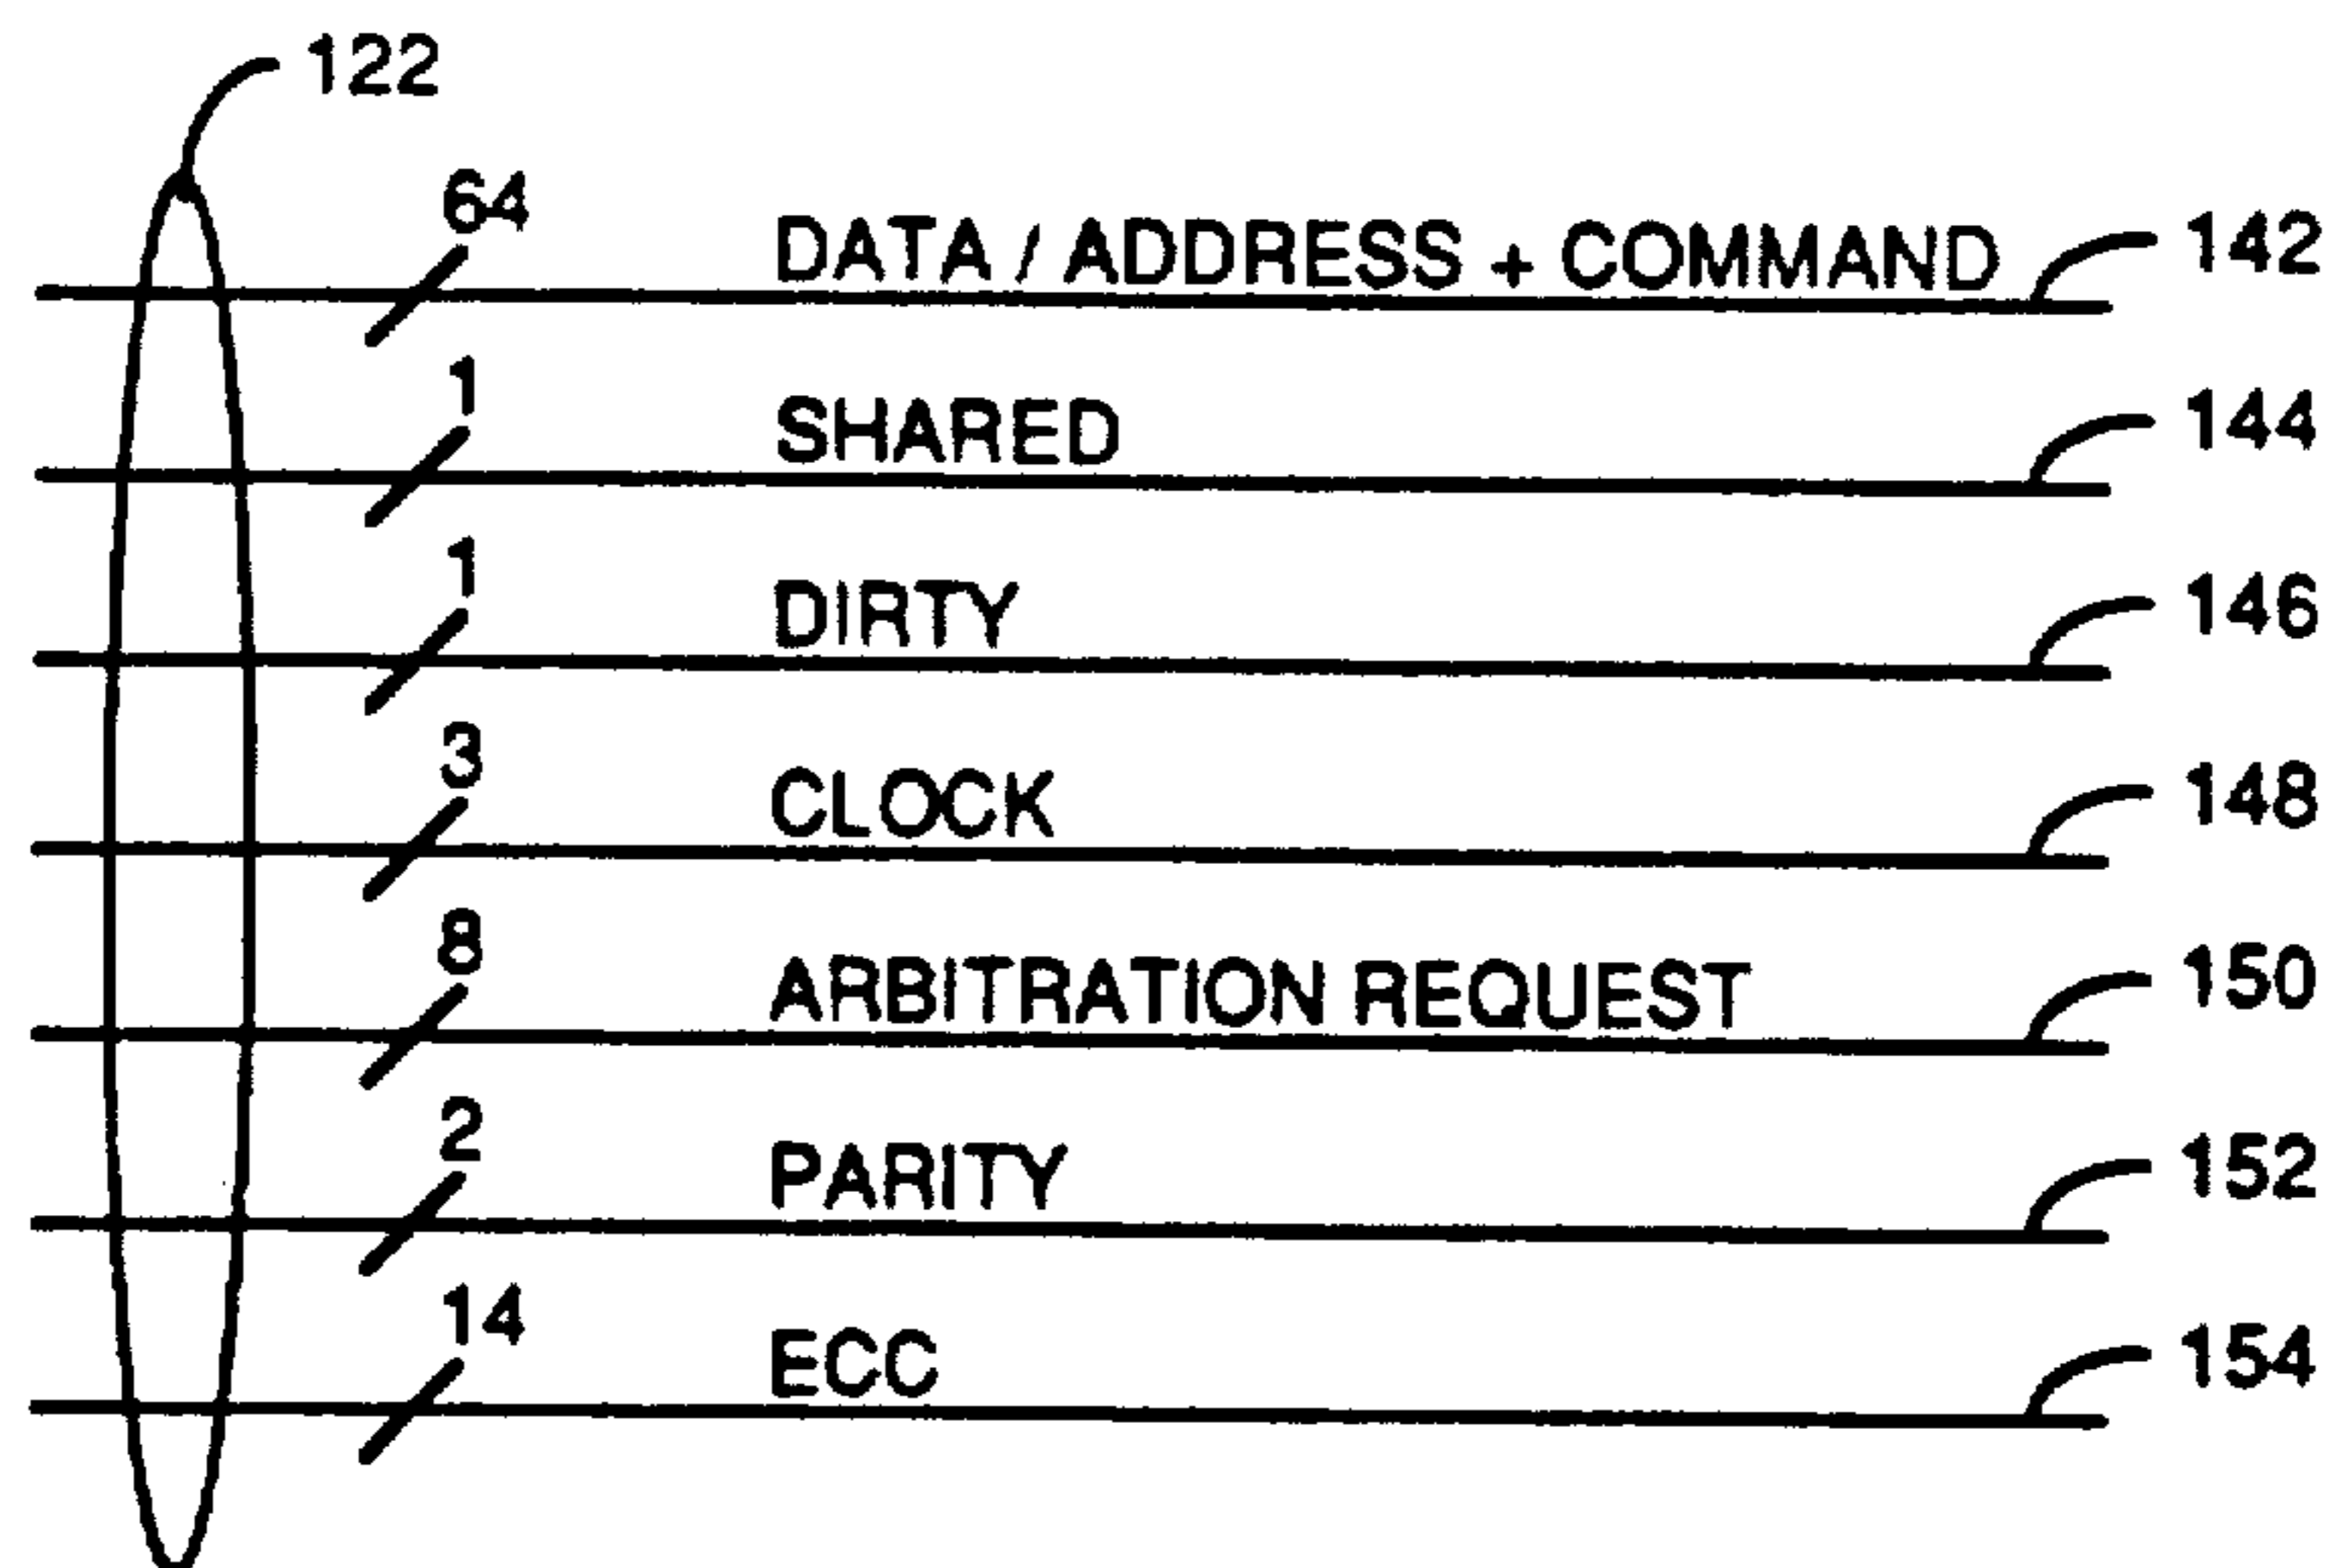 122
64 DATA / ADDRESS + COMMAND 142
1 SHARED 144
1 DIRTY 146
3 CLOCK 148
8 ARBITRATION REQUEST 150
2 PARITY 152
14 ECC 154